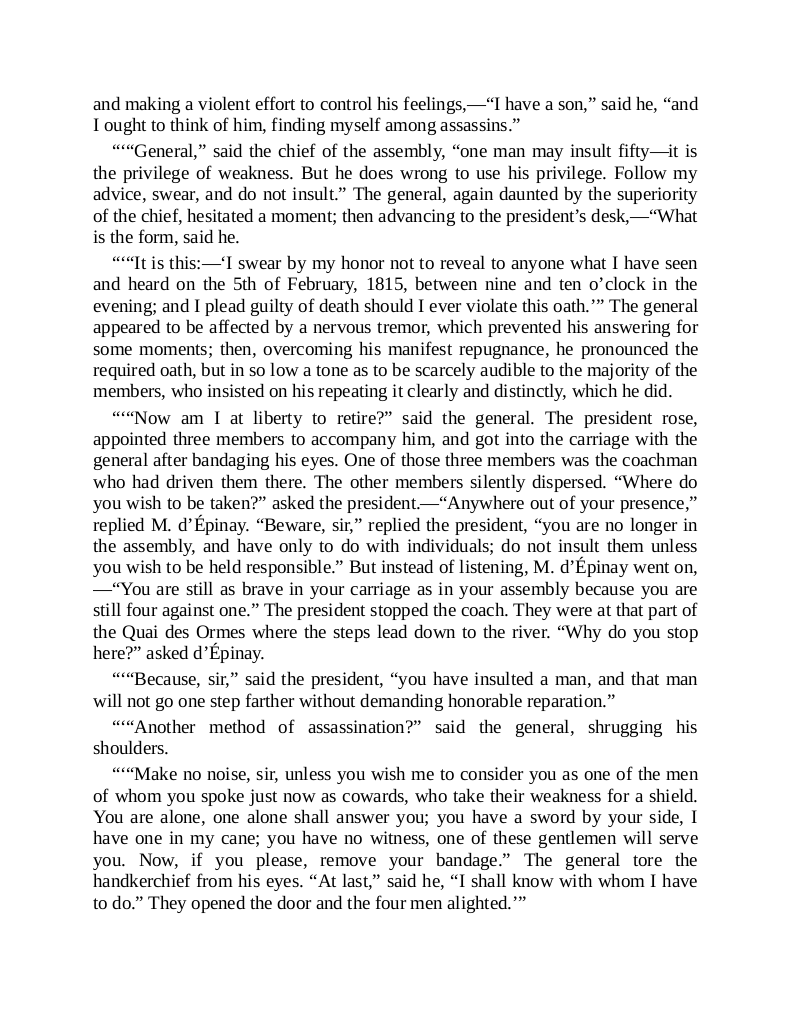 and making a violent effort to control his feelings,—“I have a son,” said he, “and
I ought to think of him, finding myself among assassins.”
“‘“General,” said the chief of the assembly, “one man may insult fifty—it is
the privilege of weakness. But he does wrong to use his privilege. Follow my
advice, swear, and do not insult.” The general, again daunted by the superiority
of the chief, hesitated a moment; then advancing to the president’s desk,—“What
is the form, said he.
“‘“It is this:—‘I swear by my honor not to reveal to anyone what I have seen
and heard on the 5th of February, 1815, between nine and ten o’clock in the
evening; and I plead guilty of death should I ever violate this oath.’” The general
appeared to be affected by a nervous tremor, which prevented his answering for
some moments; then, overcoming his manifest repugnance, he pronounced the
required oath, but in so low a tone as to be scarcely audible to the majority of the
members, who insisted on his repeating it clearly and distinctly, which he did.
“‘“Now am I at liberty to retire?” said the general. The president rose,
appointed three members to accompany him, and got into the carriage with the
general after bandaging his eyes. One of those three members was the coachman
who had driven them there. The other members silently dispersed. “Where do
you wish to be taken?” asked the president.—“Anywhere out of your presence,”
replied M. d’Épinay. “Beware, sir,” replied the president, “you are no longer in
the assembly, and have only to do with individuals; do not insult them unless
you wish to be held responsible.” But instead of listening, M. d’Épinay went on,
—“You are still as brave in your carriage as in your assembly because you are
still four against one.” The president stopped the coach. They were at that part of
the Quai des Ormes where the steps lead down to the river. “Why do you stop
here?” asked d’Épinay.
“‘“Because, sir,” said the president, “you have insulted a man, and that man
will not go one step farther without demanding honorable reparation.”
“‘“Another method of assassination?” said the general, shrugging his
shoulders.
“‘“Make no noise, sir, unless you wish me to consider you as one of the men
of whom you spoke just now as cowards, who take their weakness for a shield.
You are alone, one alone shall answer you; you have a sword by your side, I
have one in my cane; you have no witness, one of these gentlemen will serve
you. Now, if you please, remove your bandage.” The general tore the
handkerchief from his eyes. “At last,” said he, “I shall know with whom I have
to do.” They opened the door and the four men alighted.’”